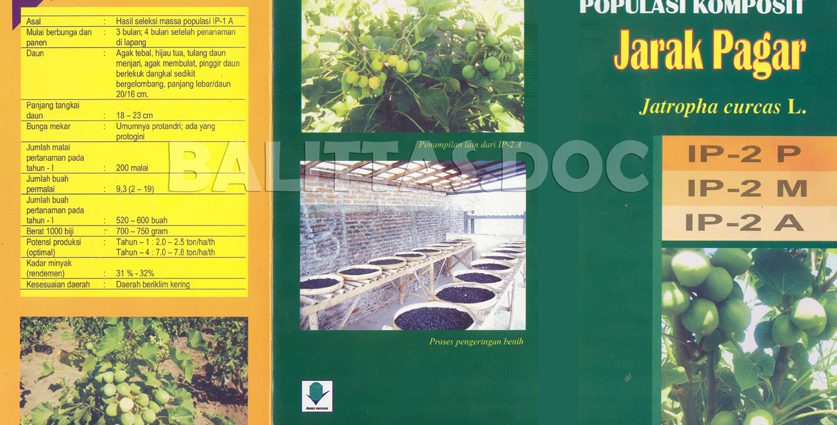 Asal : Hasil seleksi massa populasi IP-1 A
Mulai berbunga dan : 3 bulan; 4 bulan setelah penanaman
panen di lapang
Daun : Agak tebal, hijau tua, tulang daun
menjari, agak membulat, pinggir daun
berlekuk dangkal sedikit
bergelombang, panjang lebar/daun
20/16 cm.
Panjang tangkai
daun : 18 – 23 cm
Bunga mekar : Umumnya protandri; ada yang
protogini
Jumlah malai
pertanaman pada
tahun - I : 200 malai
Jumlah buah
permalai : 9,3 (2 – 19)
Jumlah buah
pertanaman pada
tahun - I : 520 – 600 buah
Berat 1000 biji : 700 – 750 gram
Potensi produksi : Tahun – 1 : 2.0 – 2.5 ton/ha/th
(optimal) Tahun – 4 : 7.0 – 7.8 ton/ha/th
Kadar minyak
(rendemen) : 31 % - 32%
Kesesuaian daerah : Daerah beriklim kering
Penampilan lain dari IP-2 A
BALITTAS.DOC
Proses pengeringan benih
AGRO INOVASI
POPULASI KOMPOSIT
Jarak Pagar
Jatropha curcas L.
IP-2 P
IP-2 M
IP-2 A